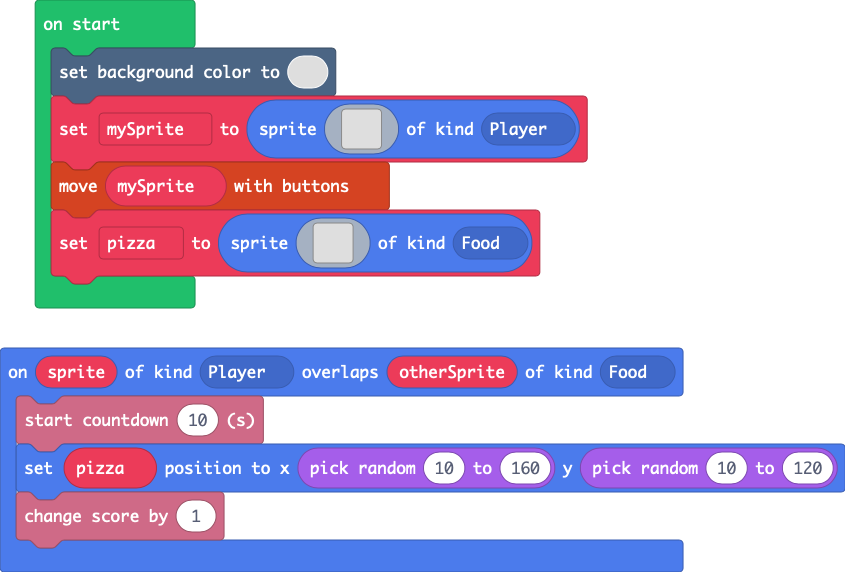 on start
set background color to
set mySprite to sprite of kind Player
move mySprite with buttons
set pizza to sprite of kind Food
on sprite of kind Player overlaps otherSprite of kind Food
start countdown 10 (s)
set pizza position to x pick random 10 to 160 y pick random 10 to 120
change score by 1